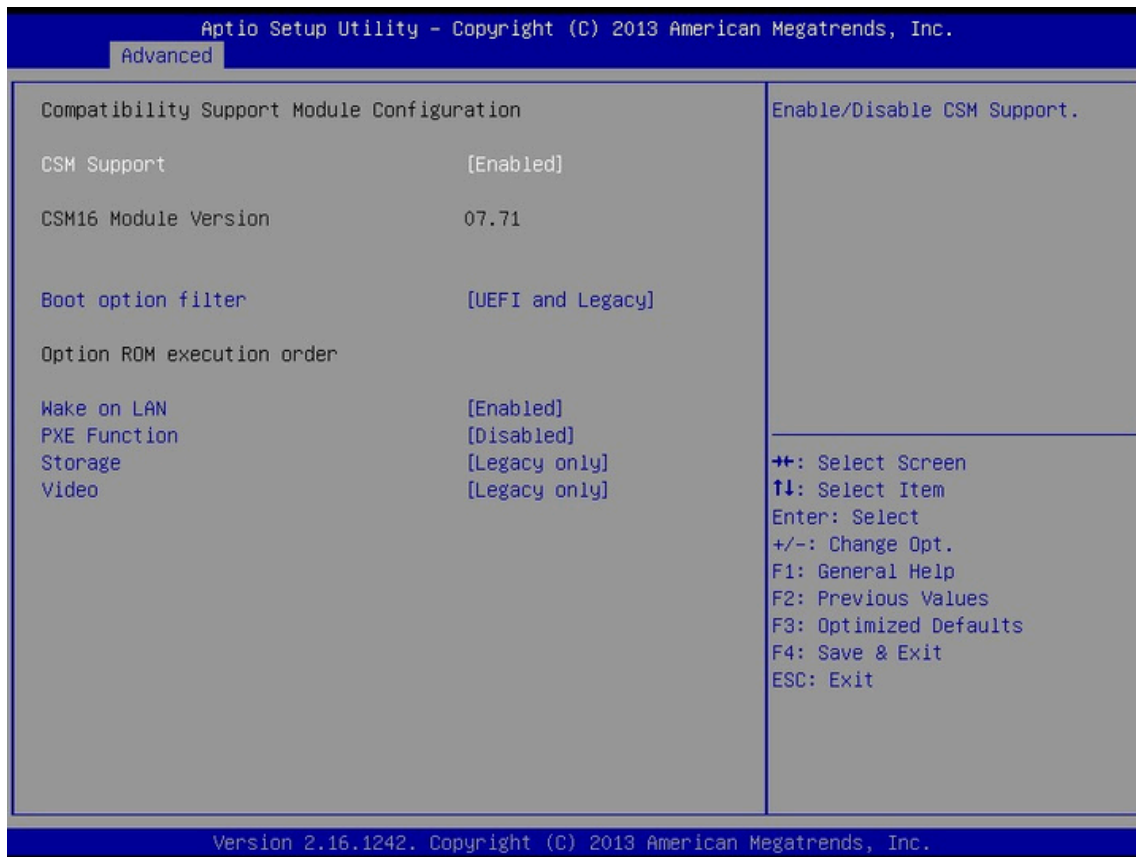 Aptio Setup Utility – Copyright (C) 2013 American Megatrends, Inc.
Advanced
Compatibility Support Module Configuration
CSM Support [Enabled]
CSM16 Module Version 07.71
Boot option filter [UEFI and Legacy]
Option ROM execution order
Wake on LAN [Enabled]
PXE Function [Disabled]
Storage [Legacy only]
Video [Legacy only]
Enable/Disable CSM Support.
→←: Select Screen
↑↓: Select Item
Enter: Select
+/-: Change Opt.
F1: General Help
F2: Previous Values
F3: Optimized Defaults
F4: Save & Exit
ESC: Exit
Version 2.16.1242. Copyright (C) 2013 American Megatrends, Inc.